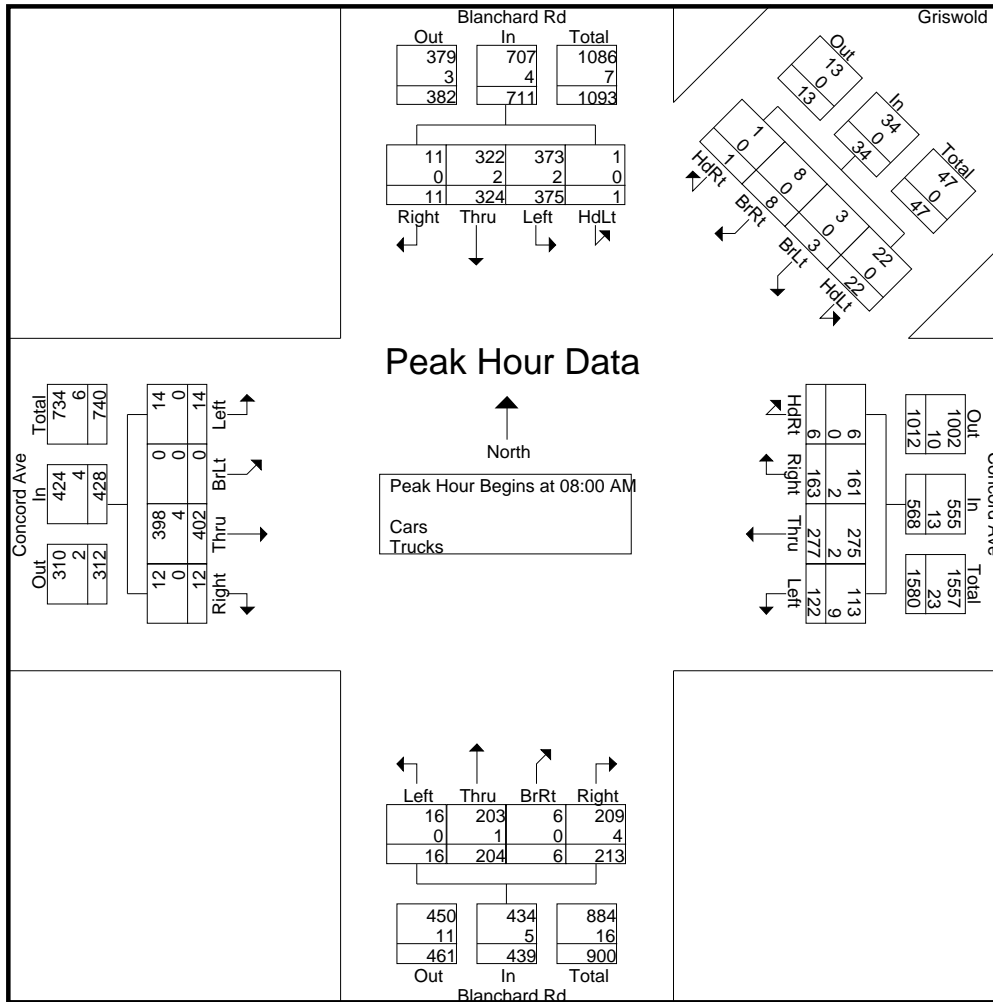 Blanchard Rd
Out In Total
379 707 1086
3 4 7
382 711 1093
11 322 373 1
0 2 2 0
11 324 375 1
Right Thru Left HdLt
Griswold
Out In Total
13 34 47
0 0 0
13 34 47
1 8 3 22
0 0 0 0
1 8 3 22
HdRt BrRt BrLt HdLt
Peak Hour Data
North
Peak Hour Begins at 08:00 AM
Cars
Trucks
Concord Ave
Out In Total
310 424 734
2 4 6
312 428 740
12 398 0 14
0 4 0 0
12 402 0 14
Right Thru BrLt Left
Concord Ave
Out In Total
1002 555 1557
10 13 23
1012 568 1580
6 161 275 113
0 2 2 9
6 163 277 122
HdRt Right Thru Left
Left Thru BrRt Right
16 203 6 209
0 1 0 4
16 204 6 213
450 434 884
11 5 16
461 439 900
Out In Total
Blanchard Rd